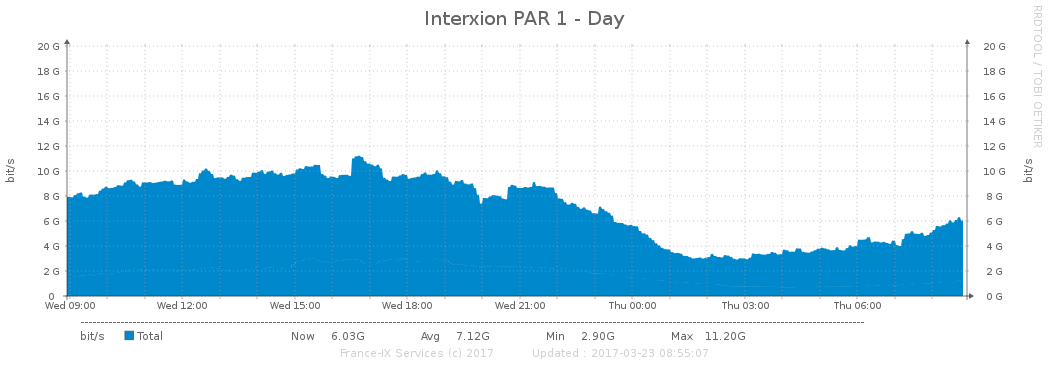 Interxion PAR 1 - Day
RRDTOOL / TOBI OETIKER
bit/s
bit/s
20 G 20 G
18 G 18 G
16 G 16 G
14 G 14 G
12 G 12 G
10 G 10 G
8 G 8 G
6 G 6 G
4 G 4 G
2 G 2 G
0 0 G
Wed 09:00 Wed 12:00 Wed 15:00 Wed 18:00 Wed 21:00 Thu 00:00 Thu 03:00 Thu 06:00
bit/s Total Now 6.03G Avg 7.12G Min 2.90G Max 11.20G
France-IX Services (c) 2017 Updated : 2017-03-23 08:55:07